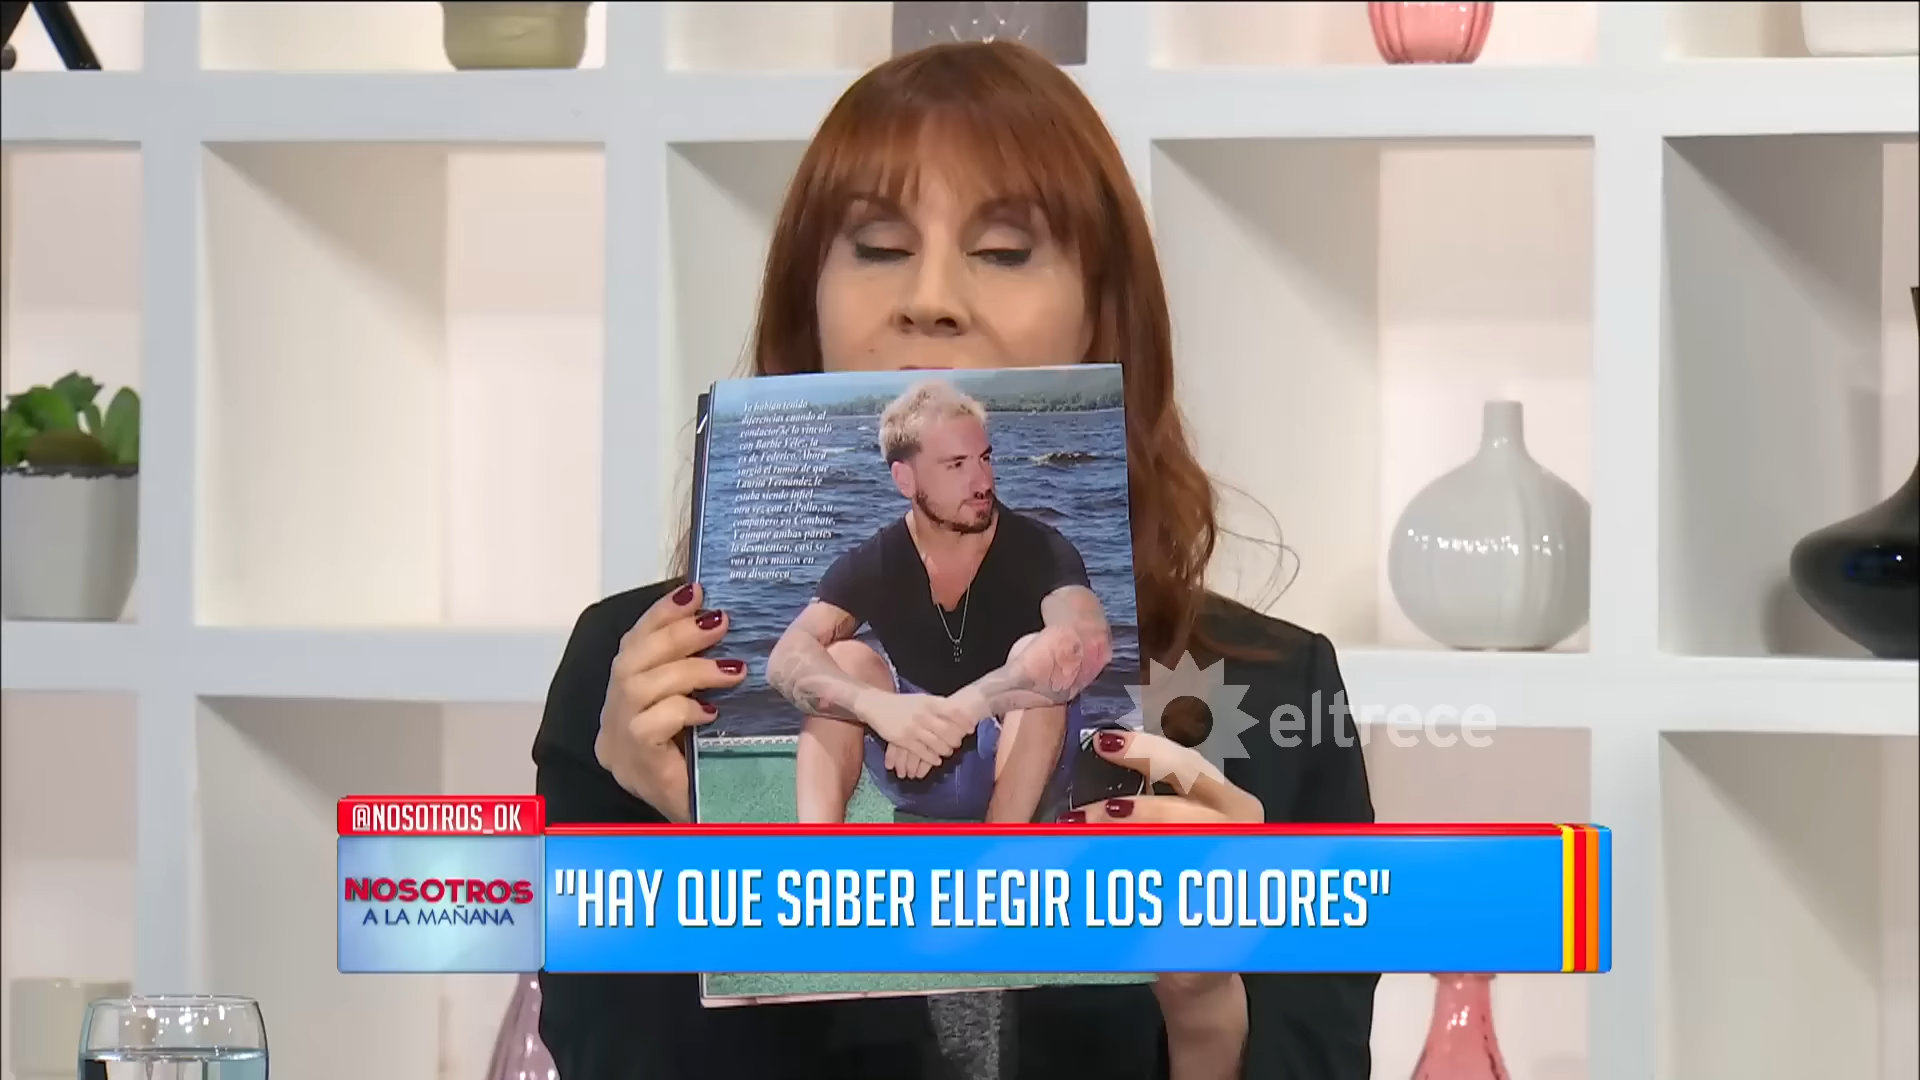 Ya habían tenido
diferencias cuando al
conductor se lo vinculó
con Barbie Vélez, la
ex de Federico. Ahora
surgió el rumor de que
Laurita Fernández le
estaba siendo infiel
otra vez con el Pollo, su
compañero en Combate.
Y aunque ambas partes
lo desmienten, casi se
van a las manos en
una discoteca
eltrece
@NOSOTROS_OK
NOSOTROS
A LA MAÑANA
"HAY QUE SABER ELEGIR LOS COLORES"